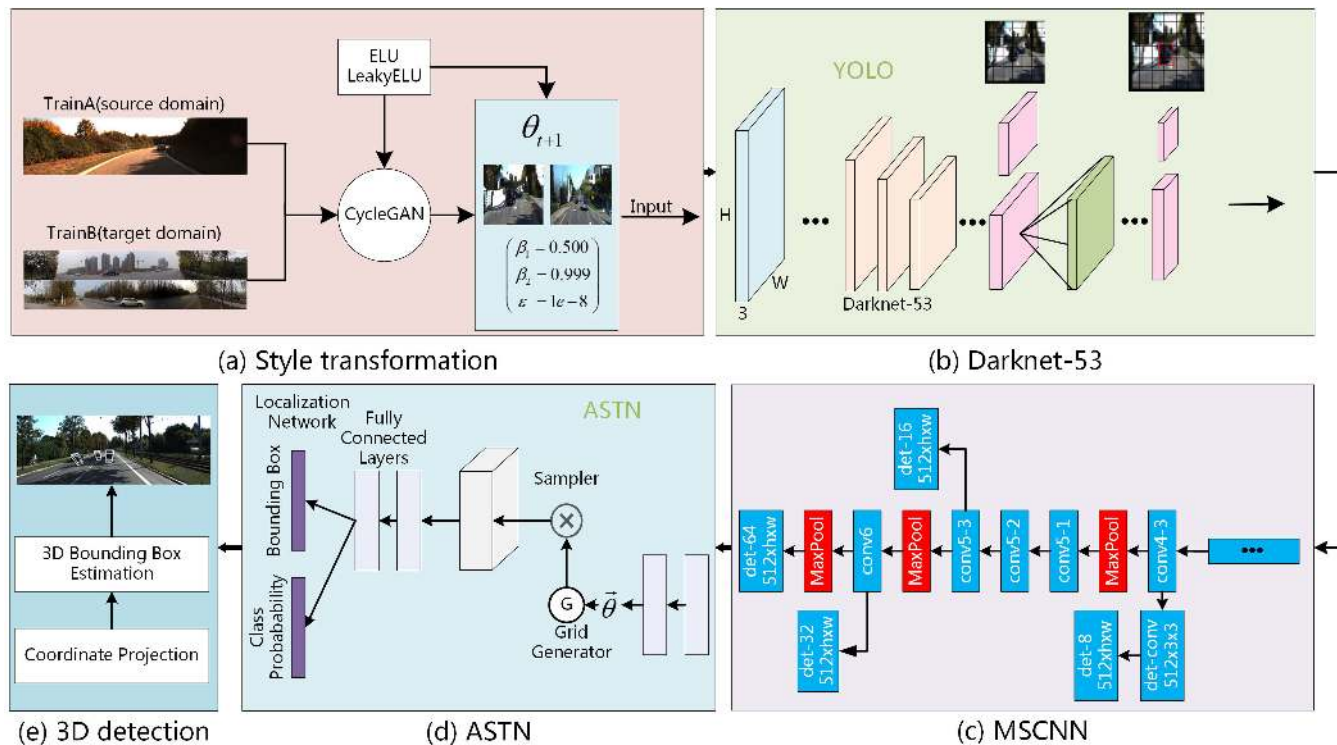 ELU
LeakyELU
TrainA(source domain)
CycleGAN
TrainB(target domain)
θt+1
β1 - 0.500
β2 - 0.999
ε - 1e - 8
Input
(a) Style transformation
YOLO
H
W
3
Darknet-53
(b) Darknet-53
det-16
512xhxw
det-64
512xhxw
MaxPool
conv6
MaxPool
conv5-3
conv5-2
conv5-1
MaxPool
conv4-3
det-32
512xhxw
det-8
512xhxw
det-conv
512x3x3
(c) MSCNN
ASTN
Localization
Network
Fully
Connected
Layers
Bounding Box
Class
Probabability
Sampler
G
θ⃗
Grid
Generator
(d) ASTN
3D Bounding Box
Estimation
Coordinate Projection
(e) 3D detection